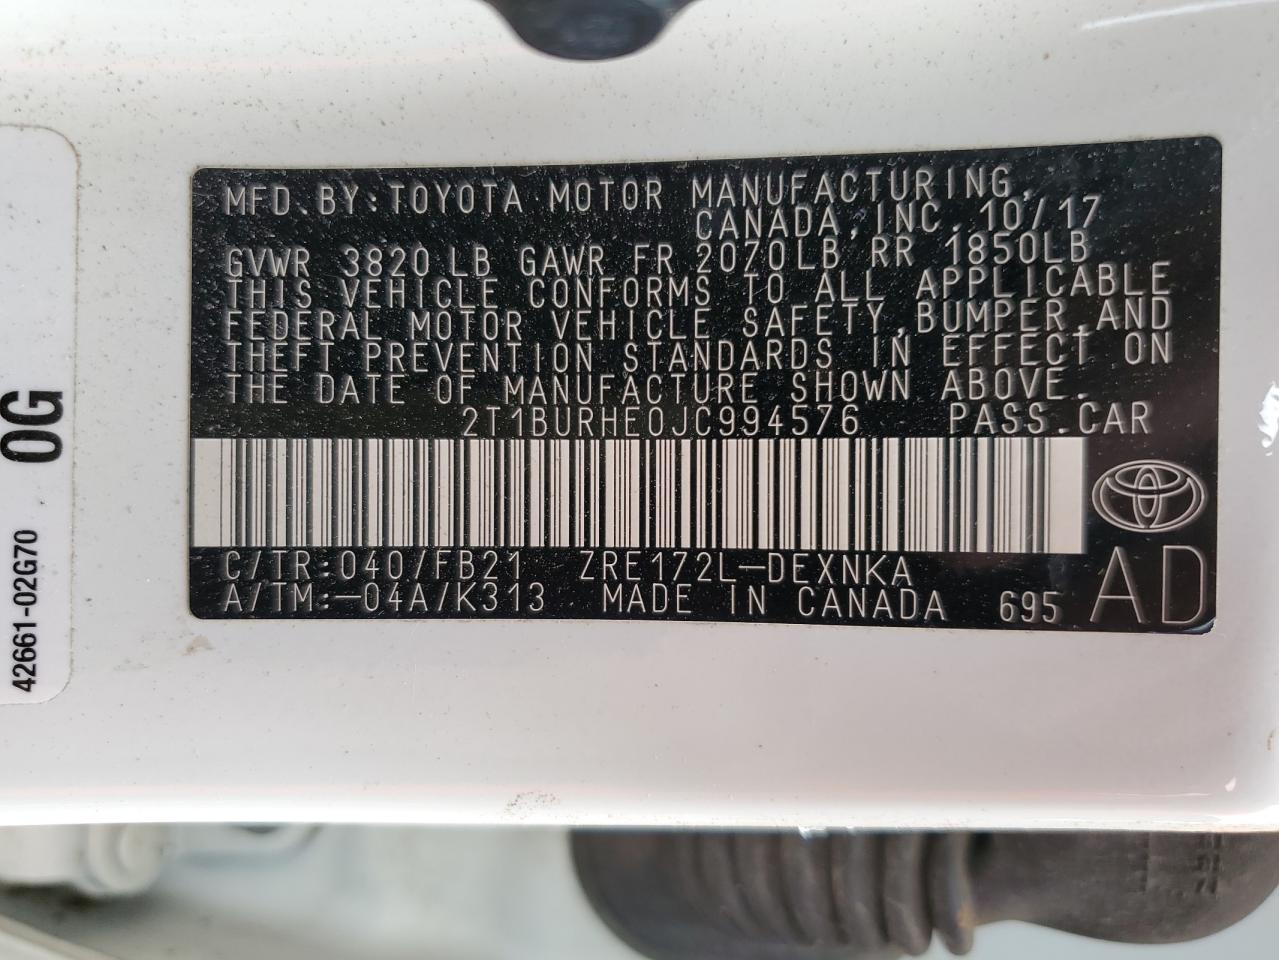 MFD.BY:TOYOTA MOTOR MANUFACTURING,
CANADA,INC.10/17
GVWR 3820 LB GAWR FR 2070LB RR 1850LB
THIS VEHICLE CONFORMS TO ALL APPLICABLE
FEDERAL MOTOR VEHICLE SAFETY,BUMPER,AND
THEFT PREVENTION STANDARDS IN EFFECT ON
THE DATE OF MANUFACTURE SHOWN ABOVE.
2T1BURHE0JC994576 PASS.CAR
C/TR:040/FB21 ZRE172L-DEXNKA
A/TM:-04A/K313 MADE IN CANADA 695
AD
0G
42661-02G70